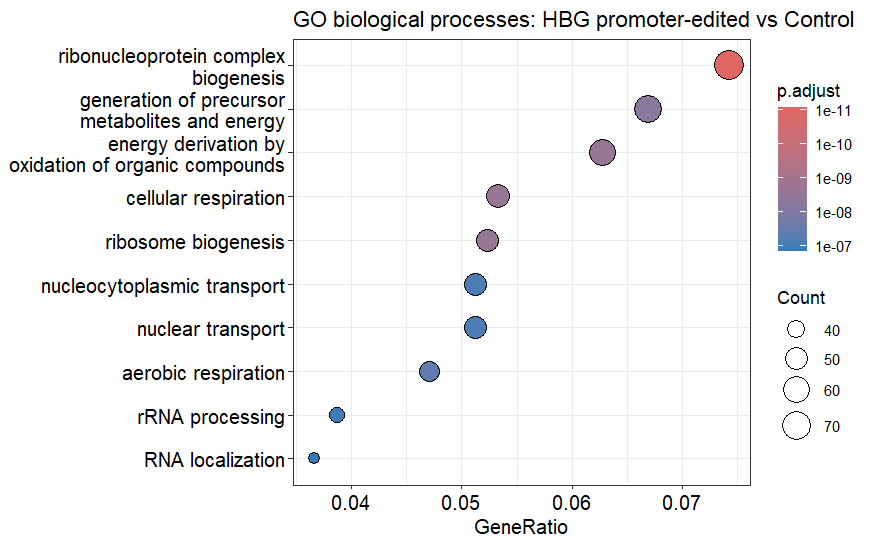 GO biological processes: HBG promoter-edited vs Control
ribonucleoprotein complex
biogenesis
generation of precursor
metabolites and energy
energy derivation by
oxidation of organic compounds
cellular respiration
ribosome biogenesis
nucleocytoplasmic transport
nuclear transport
aerobic respiration
rRNA processing
RNA localization
0.04
0.05
0.06
0.07
GeneRatio
p.adjust
1e-11
1e-10
1e-09
1e-08
1e-07
Count
40
50
60
70